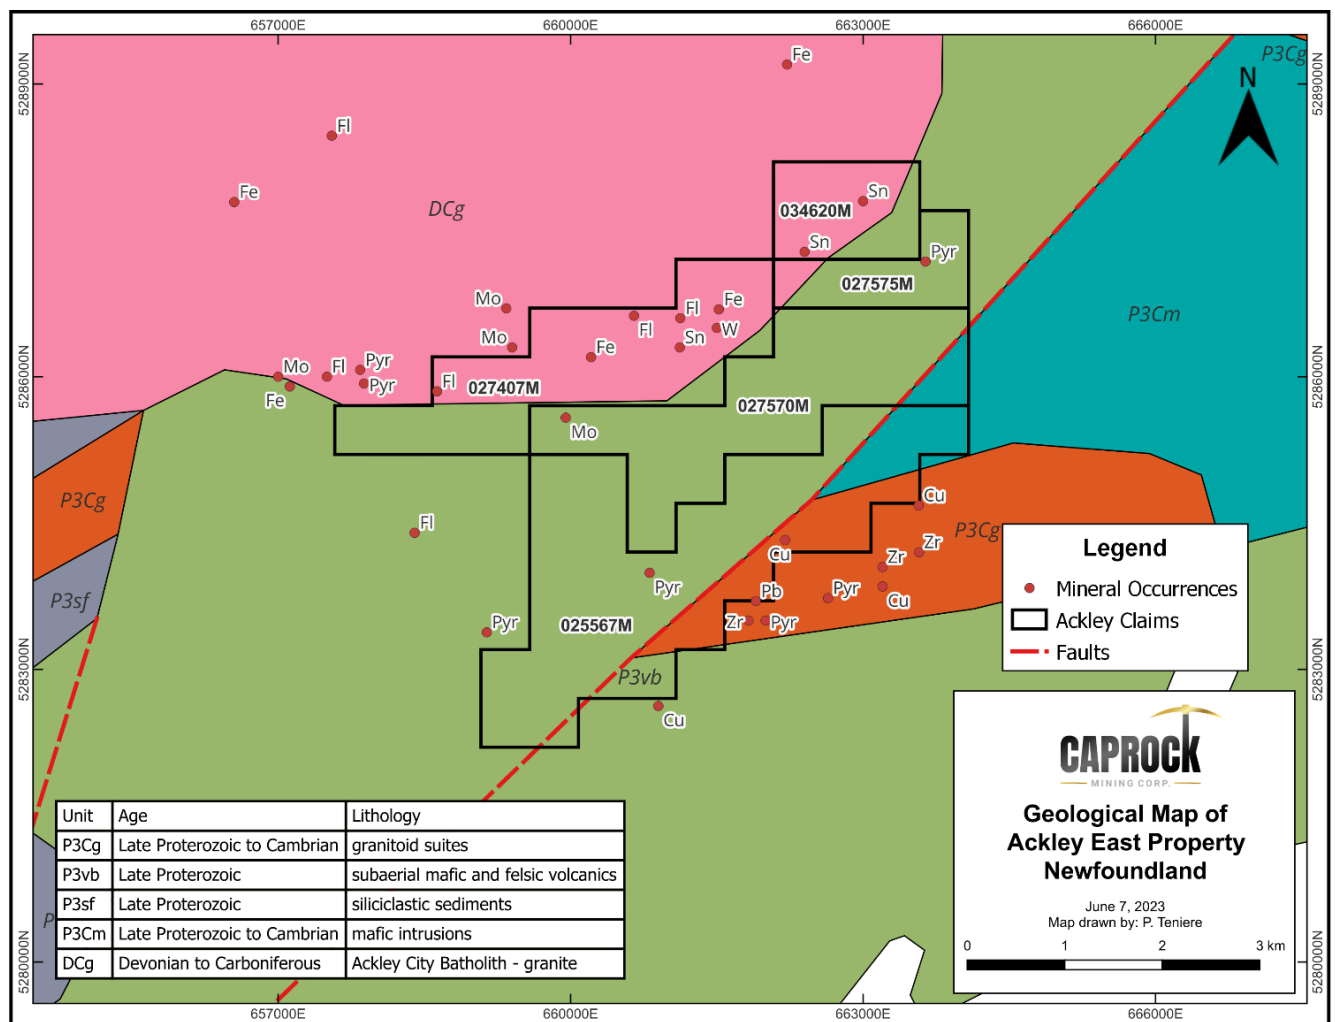 657000E 660000E 663000E 666000E
5289000N
5289000N
P3Cg
Fe
N
Fl
Fe
Sn
DCg
034620M
Sn
Pyr
027575M
Mo
Fe
Fl
Fl
W
P3Cm
Mo
Fe
Sn
5286000N
5286000N
Mo
Fl
Pyr
Pyr
Fl
027407M
Fe
027570M
Mo
P3Cg
Cu
Fl
P3Cg
Cu
Zr
Zr
Legend
Mineral Occurrences
Ackley Claims
Faults
Pyr
Pb
Pyr
Cu
P3sf
Pyr
025567M
Zr
Pyr
5283000N
5283000N
P3vb
Cu
CAPROCK
MINING CORP.
Geological Map of
Ackley East Property
Newfoundland
June 7, 2023
Map drawn by: P. Teniere
0 1 2 3 km
Unit Age Lithology
P3Cg Late Proterozoic to Cambrian granitoid suites
P3vb Late Proterozoic subaerial mafic and felsic volcanics
P3sf Late Proterozoic siliciclastic sediments
P3Cm Late Proterozoic to Cambrian mafic intrusions
DCg Devonian to Carboniferous Ackley City Batholith - granite
P
5280000N
5280000N
657000E 660000E 663000E 666000E